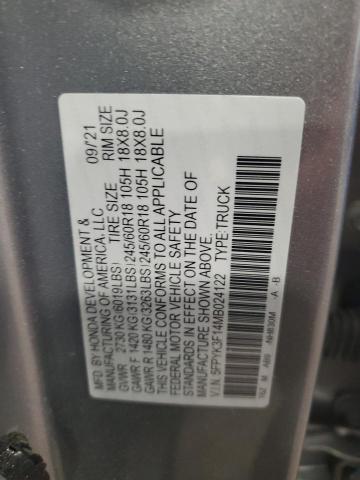 MFD. BY HONDA DEVELOPMENT & 09/21
MANUFACTURING OF AMERICA, LLC
GVWR 2730 KG(6019LBS) TIRE SIZE RIM SIZE
GAWR F 1420 KG(3131LBS) 245/60R18 105H 18X8.0J
GAWR R 1480 KG(3263LBS) 245/60R18 105H 18X8.0J
THIS VEHICLE CONFORMS TO ALL APPLICABLE
FEDERAL MOTOR VEHICLE SAFETY
STANDARDS IN EFFECT ON THE DATE OF
MANUFACTURE SHOWN ABOVE.
V.I.N. 5FPYK3F14MB024122 TYPE:TRUCK
T6Z M AB9 NH830M -A -B